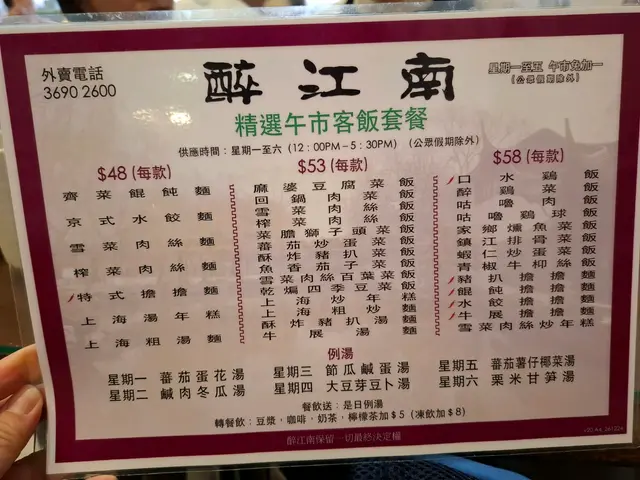 外賣電話
3690 2600
醉江南
星期一至五 午市免加一
(公眾假期除外)
精選午市客飯套餐
供應時間：星期一至六 (12：00PM～5：30PM) (公眾假期除外)
$48 (每款)
齋菜餛飩麵
京式水餃麵
雪菜肉絲麵
榨菜肉絲麵
特式擔擔麵
上海湯年糕
上海粗湯麵
$53 (每款)
麻婆豆腐菜飯
回鍋肉菜飯
雪菜肉絲飯
榨菜肉絲飯
菜膽獅子頭菜飯
蕃茄炒蛋菜飯
酥炸豬扒菜飯
魚香茄子菜飯
雪菜肉絲百葉菜飯
乾煸四季豆菜飯
上海炒年糕
上海粗炒麵
酥炸豬扒湯麵
牛展湯麵
$58 (每款)
口水鷄飯
醉鷄菜飯
咕嚕肉飯
咕嚕鷄球飯
家鄉燻魚菜飯
鎮江排骨菜飯
蝦仁炒蛋菜飯
青椒牛柳絲飯
豬扒擔擔麵
餛飩擔擔麵
水餃擔擔麵
牛展擔擔麵
雪菜肉絲炒年糕
例湯
星期一 蕃茄蛋花湯
星期二 鹹肉冬瓜湯
星期三 節瓜鹹蛋湯
星期四 大豆芽豆卜湯
星期五 蕃茄薯仔椰菜湯
星期六 栗米甘笋湯
餐飲送：是日例湯
轉餐飲：豆漿，咖啡，奶茶，檸檬茶加＄5 (凍飲加＄8)
醉江南保留一切最終決定權